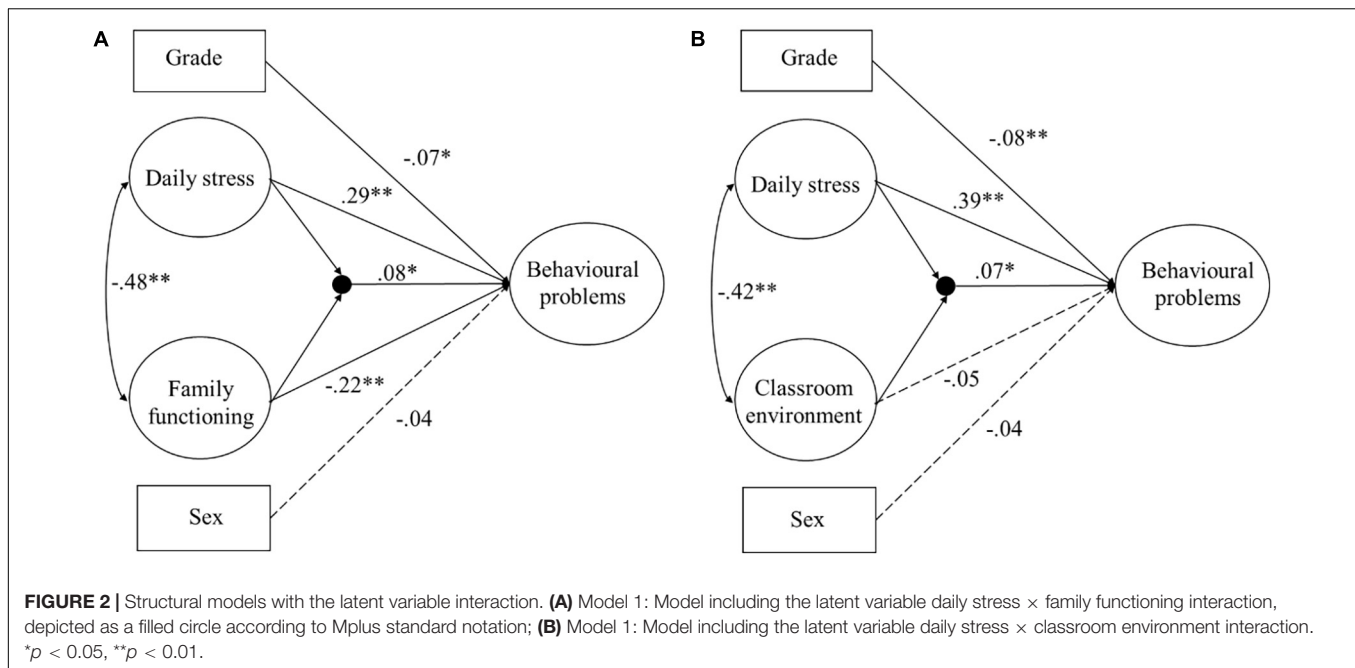 A
Grade
-.07*
Daily stress
.29**
-.48**
.08*
Behavioural
problems
Family
functioning
-.22**
-.04
Sex
B
Grade
-.08**
Daily stress
.39**
-.42**
.07*
Behavioural
problems
Classroom
environment
-.05
-.04
Sex
FIGURE 2 | Structural models with the latent variable interaction. (A) Model 1: Model including the latent variable daily stress × family functioning interaction,
depicted as a filled circle according to Mplus standard notation; (B) Model 1: Model including the latent variable daily stress × classroom environment interaction.
*p < 0.05, **p < 0.01.